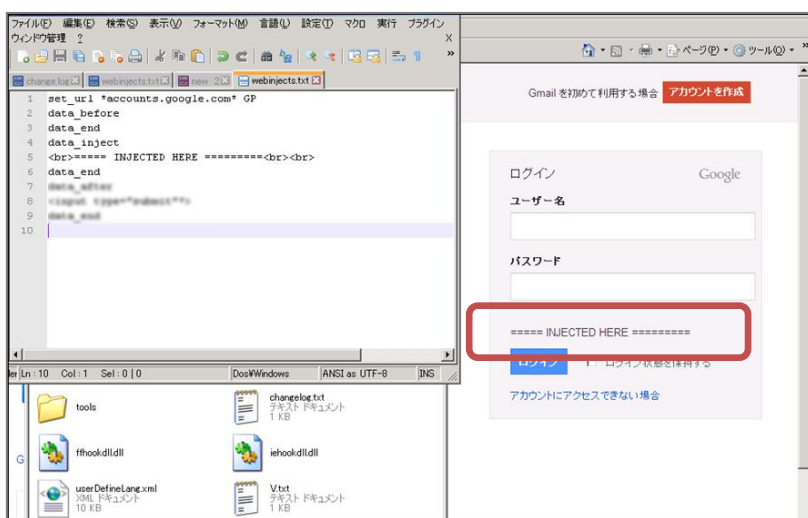 ファイル(F) 編集(E) 検索(S) 表示(V) フォーマット(M) 言語(L) 設定(T) マクロ 実行 プラグイン
ウィンドウ管理 ? X
change.log webinjects.txt new 2 webinjects.txt
1 set_url *accounts.google.com* GP
2 data_before
3 data_end
4 data_inject
5 <br>===== INJECTED HERE =========<br><br>
6 data_end
7 data_after
8 <input type="submit"*>
9 data_end
10
Ln : 10 Col : 1 Sel : 0 | 0 Dos¥Windows ANSI as UTF-8 INS
tools
changelog.txt
テキスト ドキュメント
1 KB
ffhookdll.dll
iehookdll.dll
userDefineLang.xml
XML ドキュメント
10 KB
V.txt
テキスト ドキュメント
1 KB
ページ(P) ツール(O)
Gmail を初めて利用する場合 アカウントを作成
ログイン Google
ユーザー名
パスワード
===== INJECTED HERE =========
ログイン ログイン状態を保持する
アカウントにアクセスできない場合